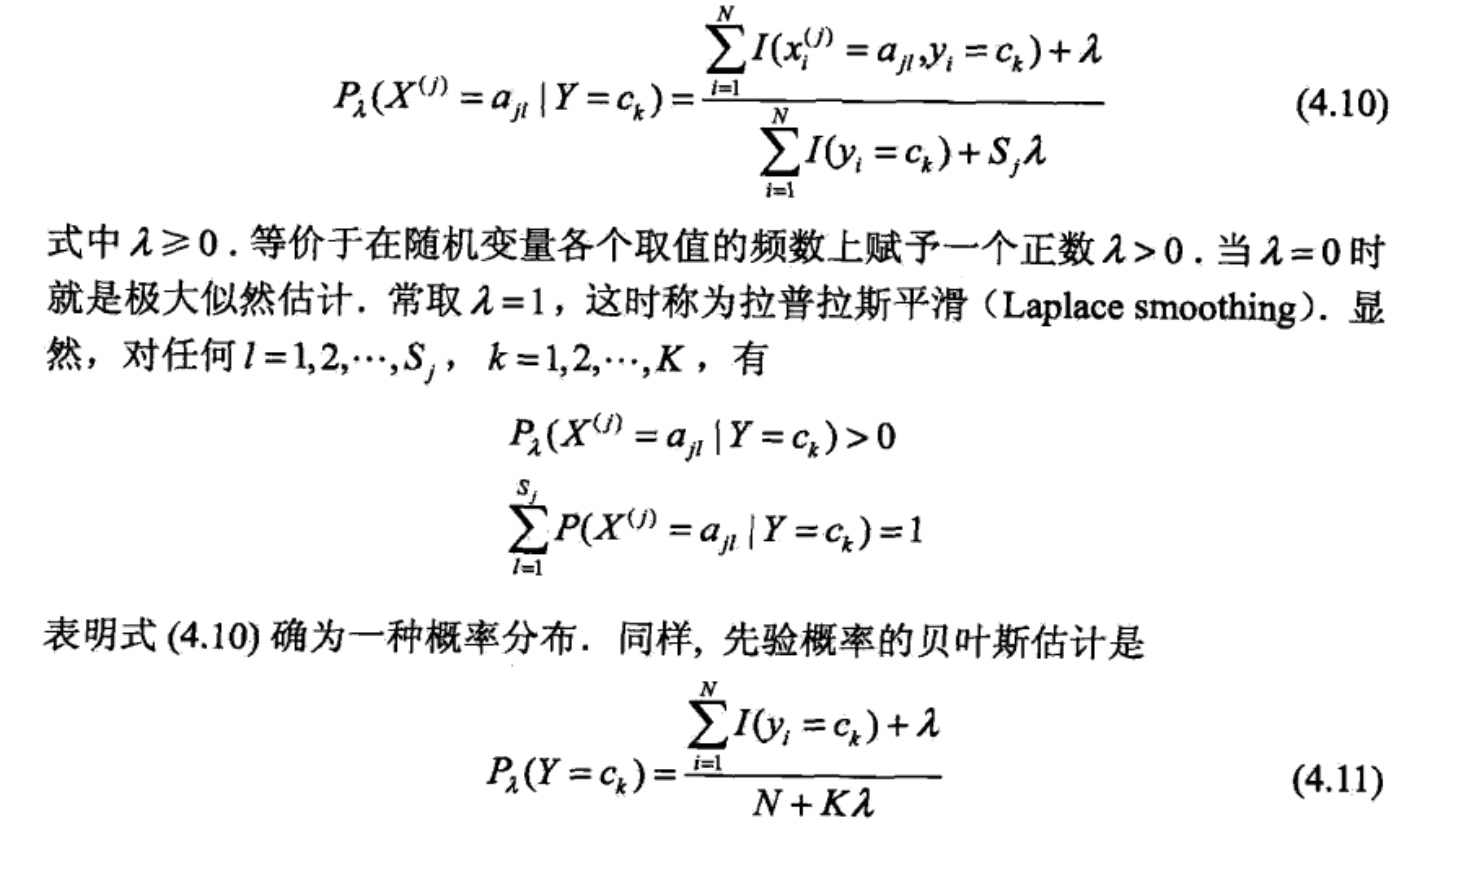 $$P_{\lambda}(X^{(j)} = a_{jl} \mid Y = c_k) = \frac{\sum_{i=1}^{N} I(x_i^{(j)} = a_{jl}, y_i = c_k) + \lambda}{\sum_{i=1}^{N} I(y_i = c_k) + S_j \lambda} \quad (4.10)$$
式中 $\lambda \geqslant 0$ . 等价于在随机变量各个取值的频数上赋予一个正数 $\lambda > 0$ . 当 $\lambda = 0$ 时
就是极大似然估计. 常取 $\lambda = 1$，这时称为拉普拉斯平滑（Laplace smoothing）. 显
然，对任何 $l = 1,2,\cdots,S_j$， $k = 1,2,\cdots,K$ ，有
$$P_{\lambda}(X^{(j)} = a_{jl} \mid Y = c_k) > 0$$
$$\sum_{l=1}^{S_j} P(X^{(j)} = a_{jl} \mid Y = c_k) = 1$$
表明式 (4.10) 确为一种概率分布. 同样, 先验概率的贝叶斯估计是
$$P_{\lambda}(Y = c_k) = \frac{\sum_{i=1}^{N} I(y_i = c_k) + \lambda}{N + K\lambda} \quad (4.11)$$